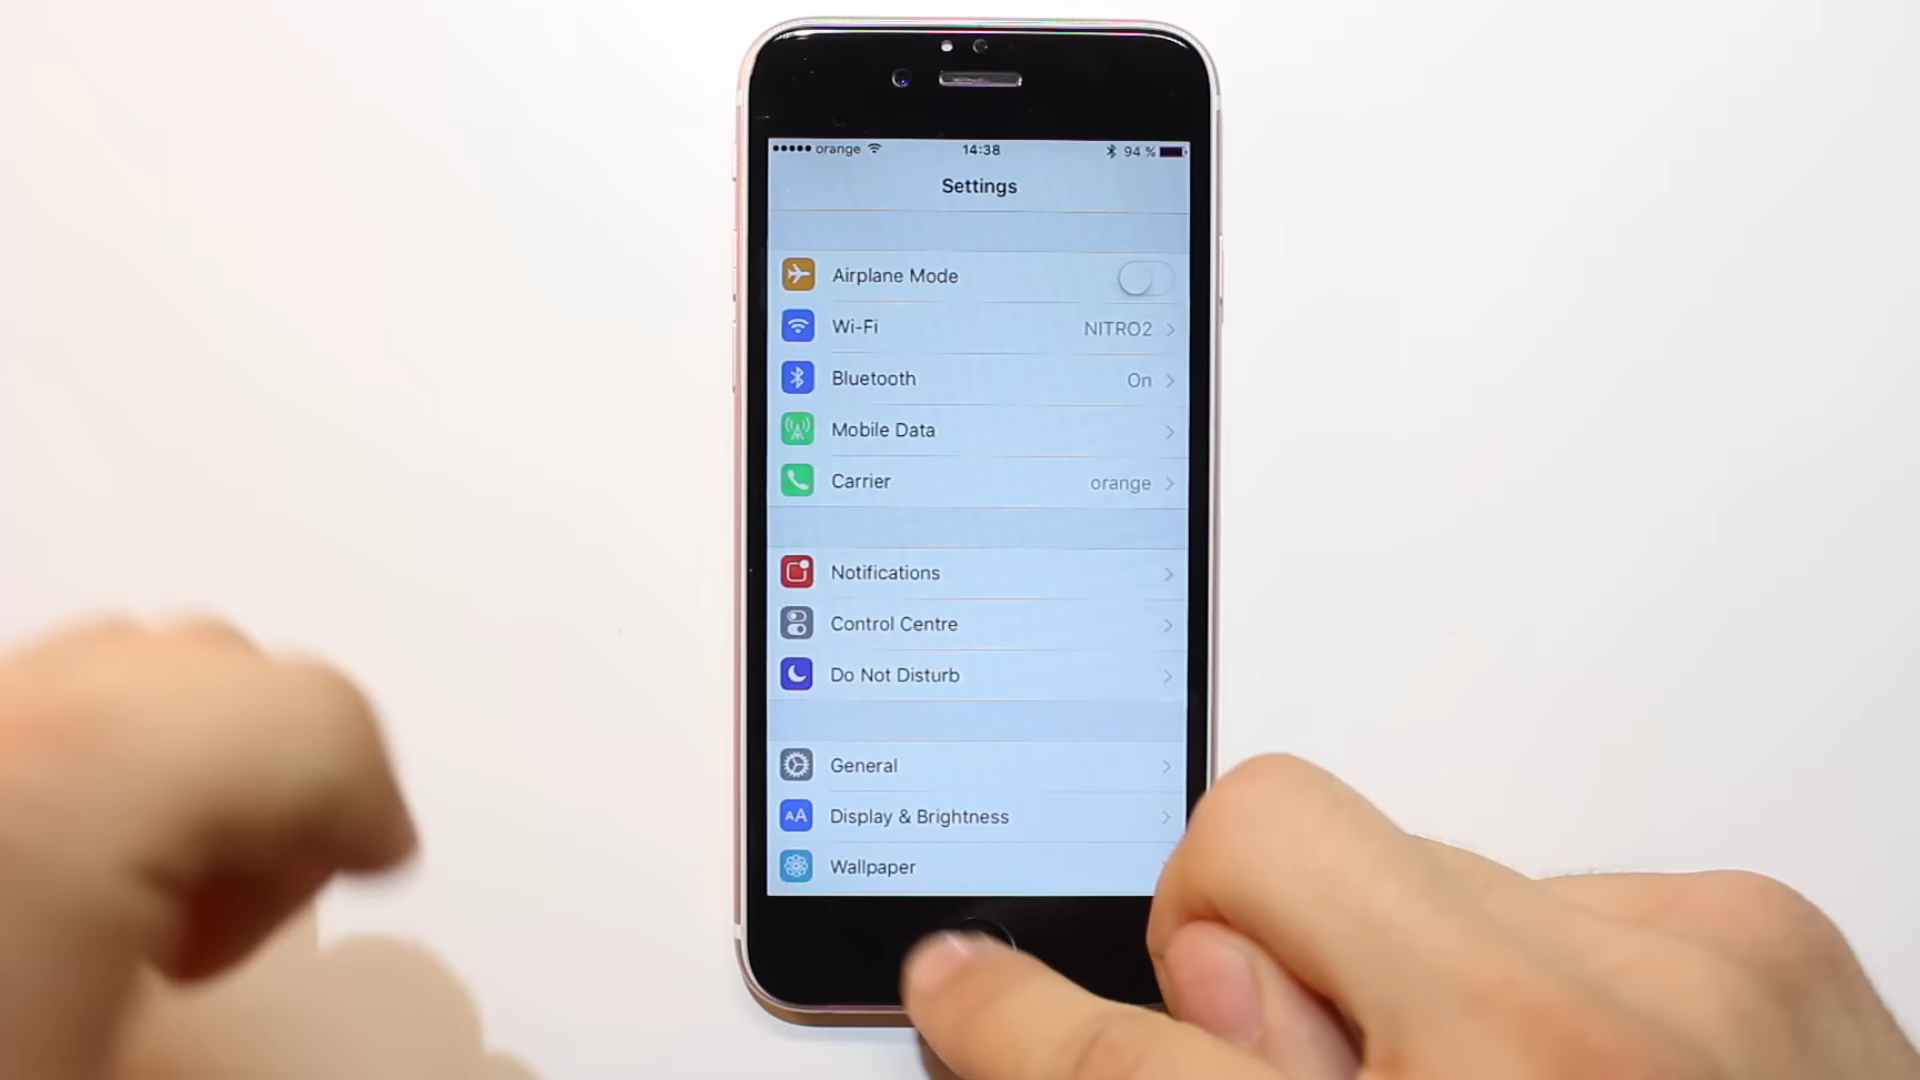 orange 14:38 94 %
Settings
Airplane Mode
Wi-Fi NITRO2
Bluetooth On
Mobile Data
Carrier orange
Notifications
Control Centre
Do Not Disturb
General
AA Display & Brightness
Wallpaper